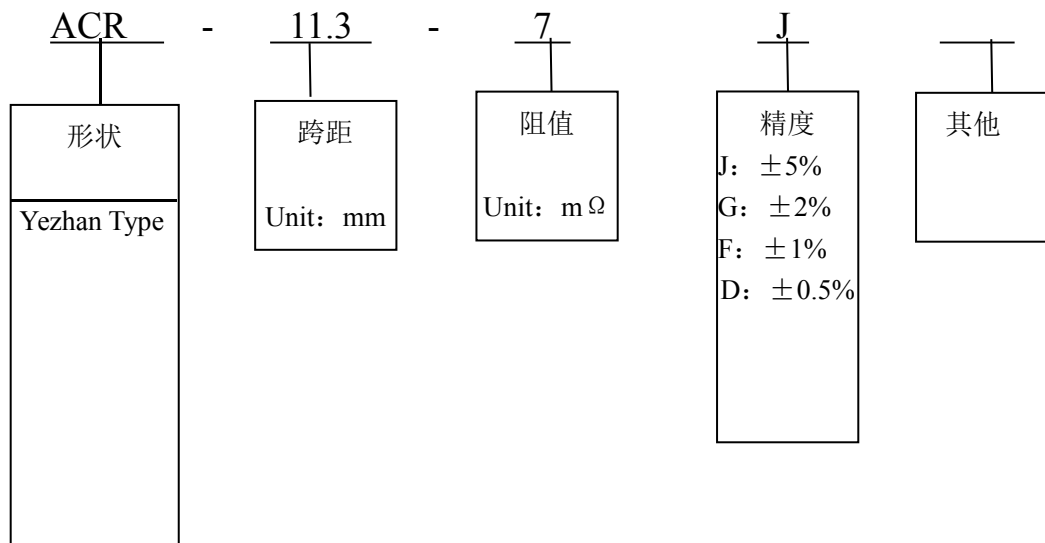 ACR - 11.3 - 7 J
形状 跨距 阻值 精度 其他
J：±5%
Yezhan Type Unit：mm Unit：mΩ G：±2%
F：±1%
D：±0.5%